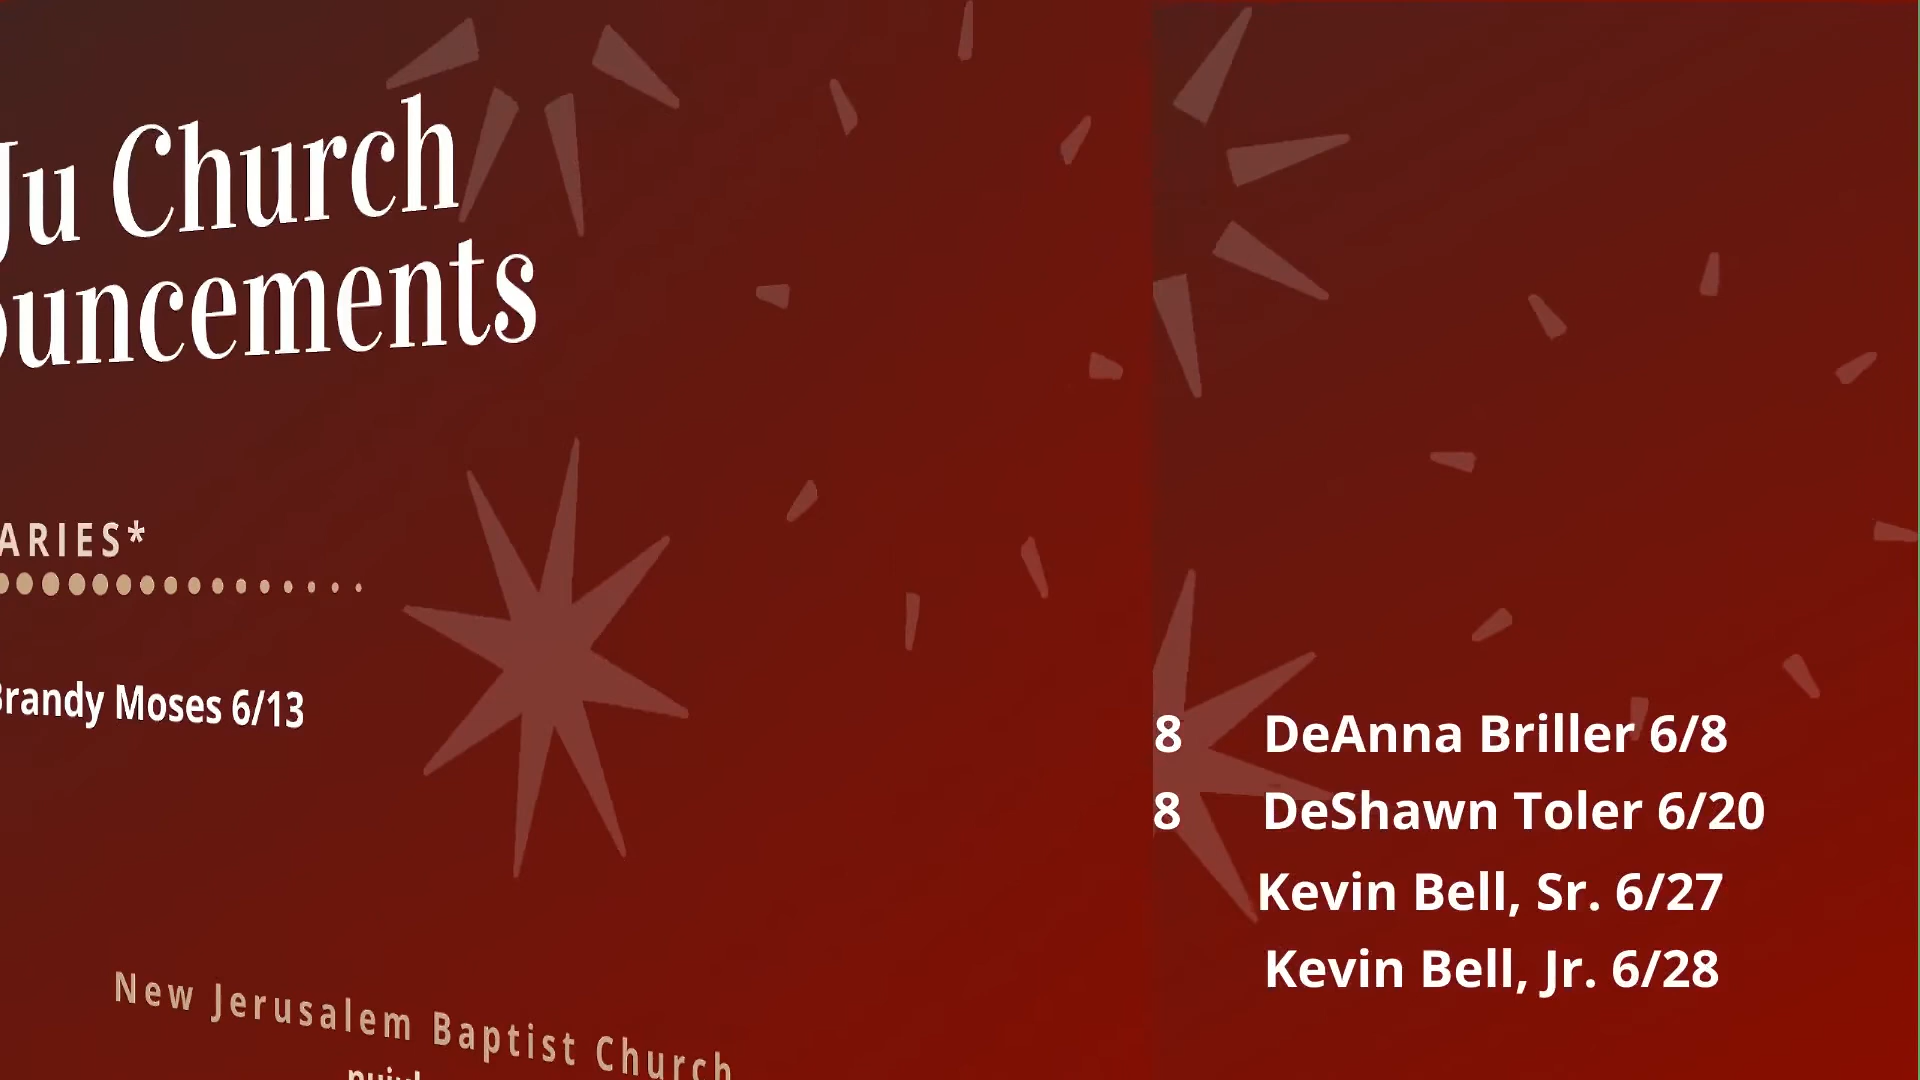 Ju Church
ouncements
ARIES*
Brandy Moses 6/13
New Jerusalem Baptist Church
8 DeAnna Briller 6/8
8 DeShawn Toler 6/20
Kevin Bell, Sr. 6/27
Kevin Bell, Jr. 6/28